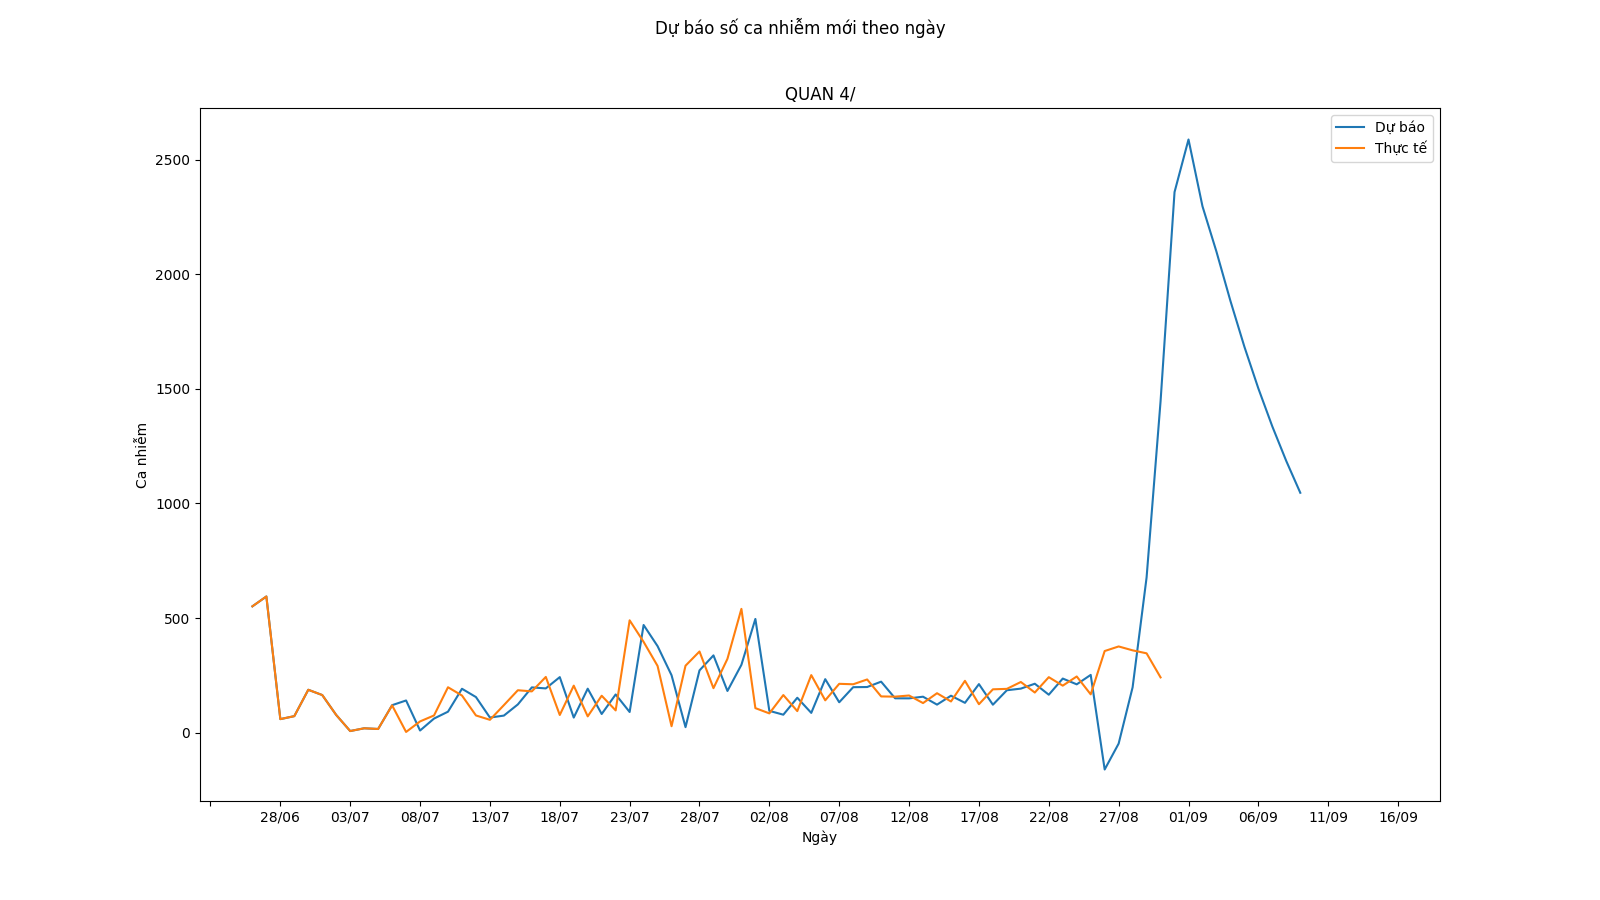 Dự báo số ca nhiễm mới theo ngày
QUAN 4/
Dự báo
Thực tế
2500
2000
1500
1000
500
0
Ca nhiễm
28/06 03/07 08/07 13/07 18/07 23/07 28/07 02/08 07/08 12/08 17/08 22/08 27/08 01/09 06/09 11/09 16/09
Ngày